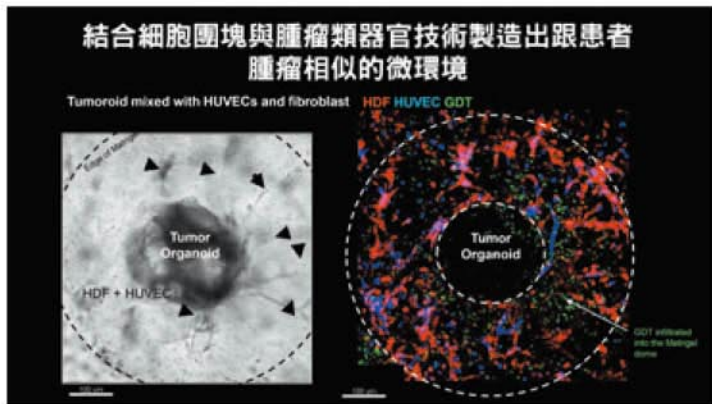 結合細胞團塊與腫瘤類器官技術製造出跟患者
腫瘤相似的微環境
Tumoroid mixed with HUVECs and fibroblast
HDF HUVEC GDT
Edge of Matrigel
Tumor
Organoid
HDF + HUVEC
100 μm
Tumor
Organoid
GDT infiltrated
into the Matrigel
dome
100 μm